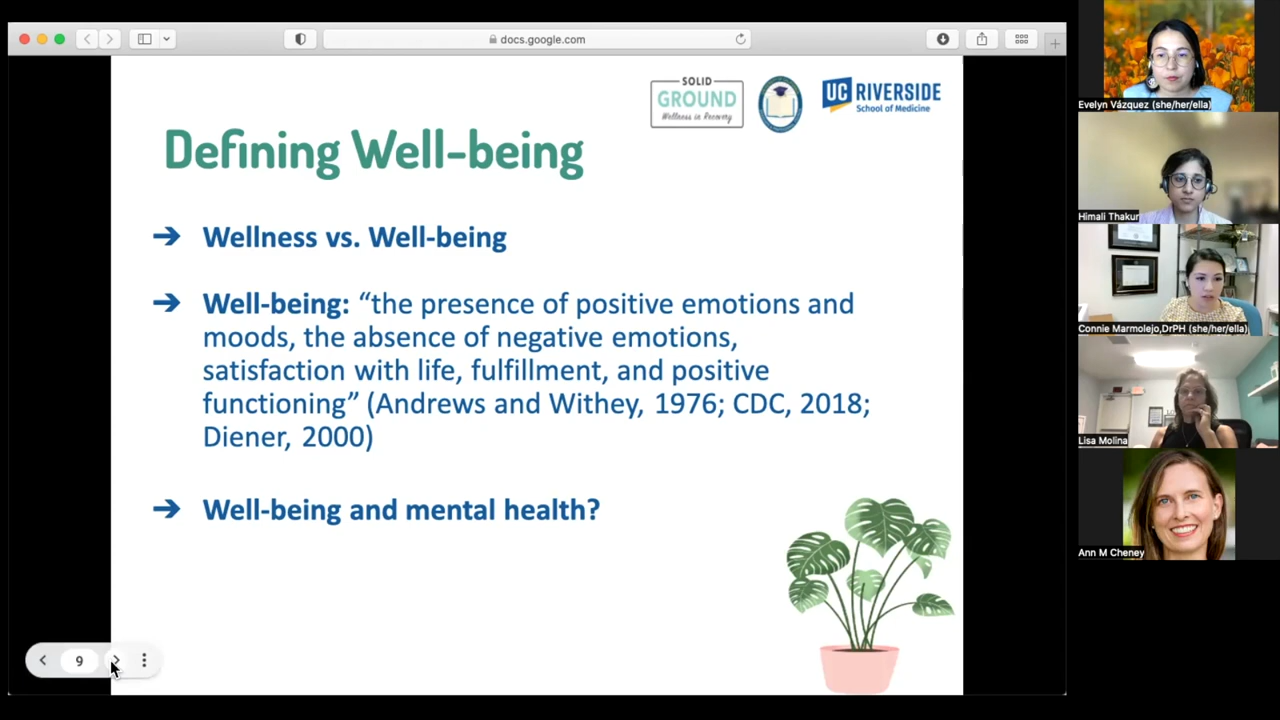 docs.google.com
SOLID
GROUND
Wellness in Recovery
UC RIVERSIDE
School of Medicine
Defining Well-being
➔ Wellness vs. Well-being
➔ Well-being: “the presence of positive emotions and
moods, the absence of negative emotions,
satisfaction with life, fulfillment, and positive
functioning” (Andrews and Withey, 1976; CDC, 2018;
Diener, 2000)
➔ Well-being and mental health?
9
Evelyn Vázquez (she/her/ella)
Himali Thakur
Connie Marmolejo,DrPH (she/her/ella)
Lisa Molina
Ann M Cheney